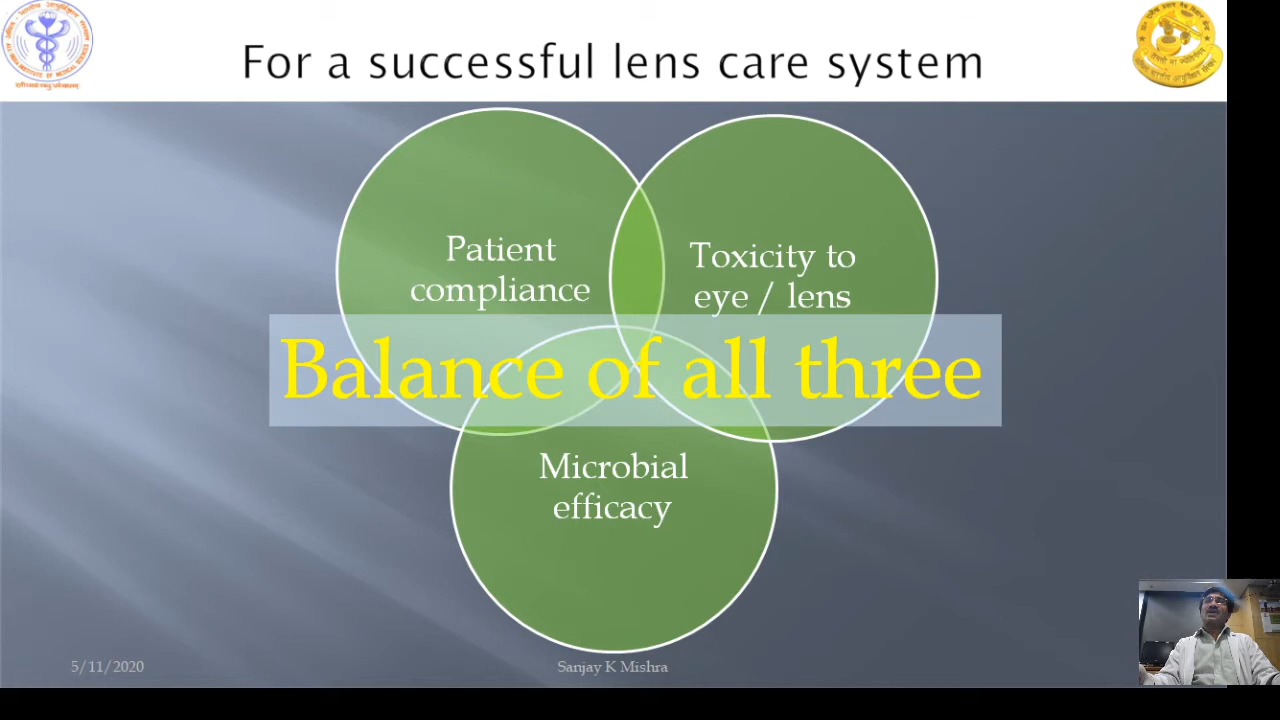 For a successful lens care system
Patient
compliance
Toxicity to
eye / lens
Balance of all three
Microbial
efficacy
5/11/2020
Sanjay K Mishra